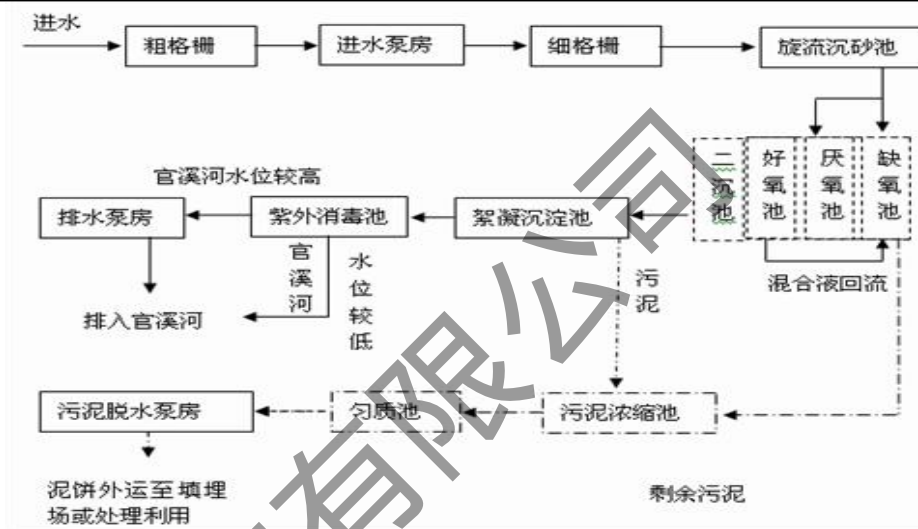 进水
粗格栅
进水泵房
细格栅
旋流沉砂池
二沉池
好氧池
厌氧池
缺氧池
官溪河水位较高
排水泵房
紫外消毒池
絮凝沉淀池
混合液回流
官溪河
水位较低
污泥
排入官溪河
污泥脱水泵房
匀质池
污泥浓缩池
泥饼外运至填埋
场或处理利用
剩余污泥
有限公司